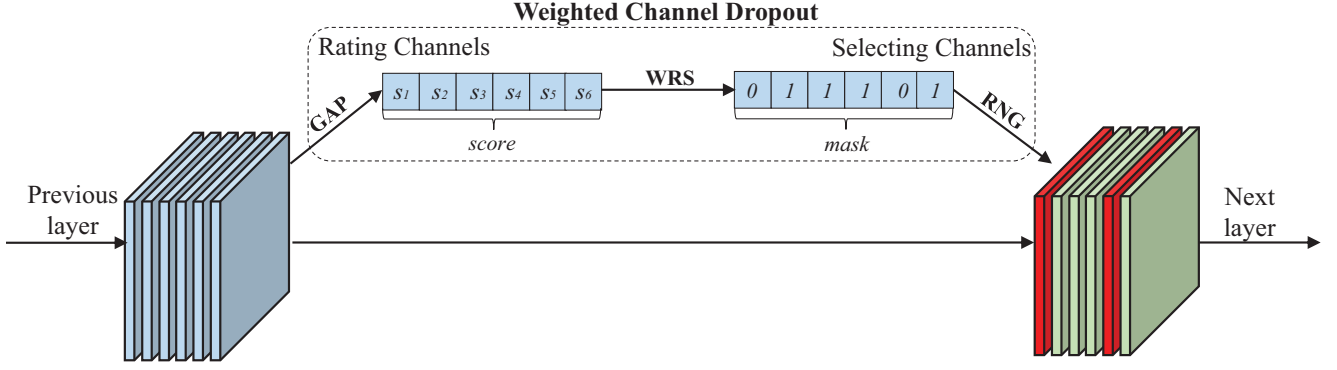 Weighted Channel Dropout
Rating Channels
Selecting Channels
GAP
s1 s2 s3 s4 s5 s6
WRS
0 1 1 1 0 1
RNG
score
mask
Previous
layer
Next
layer